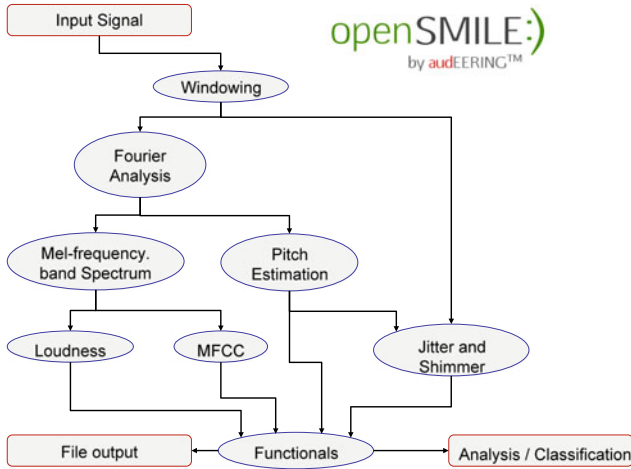 Input Signal
openSMILE:)
by audEERING™
Windowing
Fourier
Analysis
Mel-frequency.
band Spectrum
Pitch
Estimation
Loudness
MFCC
Jitter and
Shimmer
File output
Functionals
Analysis / Classification